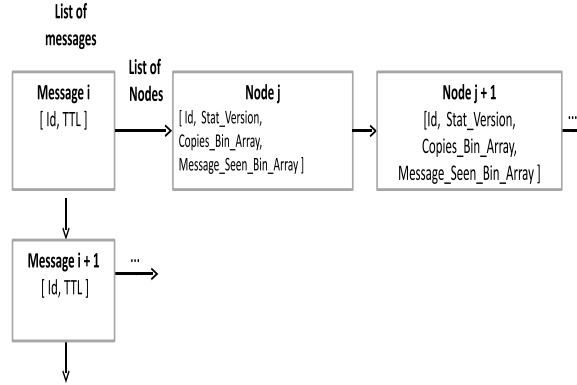 List of
messages
List of
Nodes
Message i
[ Id, TTL ]
Node j
[ Id, Stat_Version,
Copies_Bin_Array,
Message_Seen_Bin_Array ]
Node j + 1
[Id, Stat_Version,
Copies_Bin_Array,
Message_Seen_Bin_Array ]
...
Message i + 1
[ Id, TTL ]
...